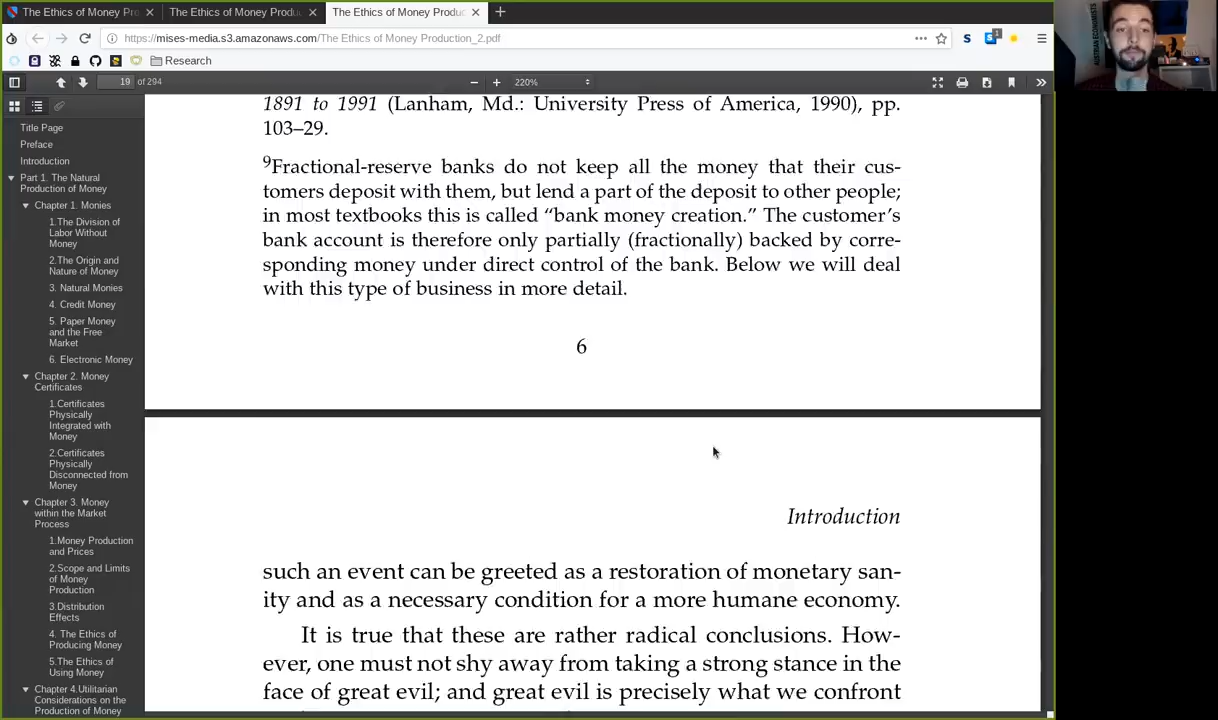 The Ethics of Money Pre
The Ethics of Money Produ
The Ethics of Money Produc
https://mises-media.s3.amazonaws.com/The Ethics of Money Production_2.pdf
Research
19 of 294
220%
Title Page
Preface
Introduction
Part 1. The Natural
Production of Money
Chapter 1. Monies
1.The Division of
Labor Without
Money
2.The Origin and
Nature of Money
3. Natural Monies
4. Credit Money
5. Paper Money
and the Free
Market
6. Electronic Money
Chapter 2. Money
Certificates
1.Certificates
Physically
Integrated with
Money
2.Certificates
Physically
Disconnected from
Money
Chapter 3. Money
within the Market
Process
1.Money Production
and Prices
2.Scope and Limits
of Money
Production
3.Distribution
Effects
4. The Ethics of
Producing Money
5.The Ethics of
Using Money
Chapter 4.Utilitarian
Considerations on the
Production of Money
1891 to 1991 (Lanham, Md.: University Press of America, 1990), pp.
103–29.
9Fractional-reserve banks do not keep all the money that their cus-
tomers deposit with them, but lend a part of the deposit to other people;
in most textbooks this is called “bank money creation.” The customer’s
bank account is therefore only partially (fractionally) backed by corre-
sponding money under direct control of the bank. Below we will deal
with this type of business in more detail.
6
Introduction
such an event can be greeted as a restoration of monetary san-
ity and as a necessary condition for a more humane economy.
It is true that these are rather radical conclusions. How-
ever, one must not shy away from taking a strong stance in the
face of great evil; and great evil is precisely what we confront
AUSTRIAN ECONOMISTS